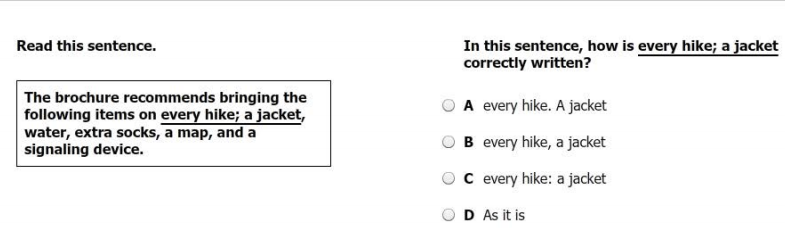 Read this sentence.
The brochure recommends bringing the
following items on every hike; a jacket,
water, extra socks, a map, and a
signaling device.
In this sentence, how is every hike; a jacket
correctly written?
A every hike. A jacket
B every hike, a jacket
C every hike: a jacket
D As it is